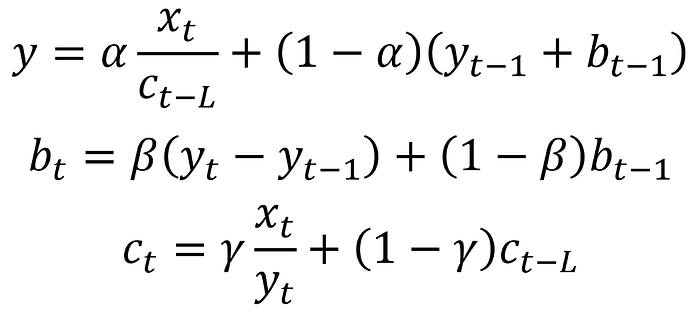 y = α x_t / c_{t−L} + (1 − α)(y_{t−1} + b_{t−1})
b_t = β(y_t − y_{t−1}) + (1 − β)b_{t−1}
c_t = γ x_t / y_t + (1 − γ)c_{t−L}